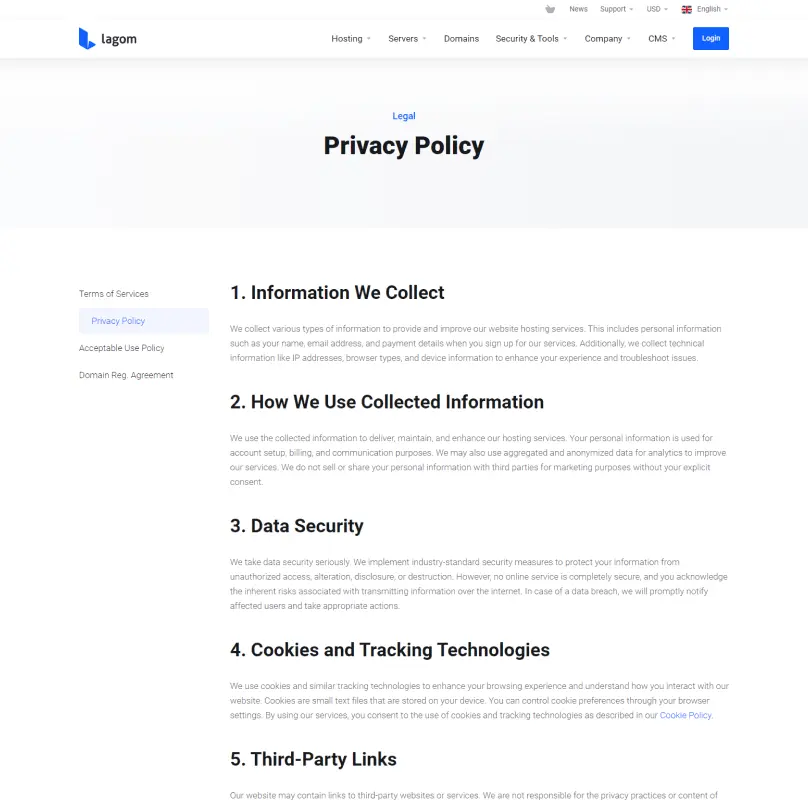 News Support USD English
lagom
Hosting Servers Domains Security & Tools Company CMS Login
Legal
Privacy Policy
Terms of Services
Privacy Policy
Acceptable Use Policy
Domain Reg. Agreement
1. Information We Collect
We collect various types of information to provide and improve our website hosting services. This includes personal information
such as your name, email address, and payment details when you sign up for our services. Additionally, we collect technical
information like IP addresses, browser types, and device information to enhance your experience and troubleshoot issues.
2. How We Use Collected Information
We use the collected information to deliver, maintain, and enhance our hosting services. Your personal information is used for
account setup, billing, and communication purposes. We may also use aggregated and anonymized data for analytics to improve
our services. We do not sell or share your personal information with third parties for marketing purposes without your explicit
consent.
3. Data Security
We take data security seriously. We implement industry-standard security measures to protect your information from
unauthorized access, alteration, disclosure, or destruction. However, no online service is completely secure, and you acknowledge
the inherent risks associated with transmitting information over the internet. In case of a data breach, we will promptly notify
affected users and take appropriate actions.
4. Cookies and Tracking Technologies
We use cookies and similar tracking technologies to enhance your browsing experience and understand how you interact with our
website. Cookies are small text files that are stored on your device. You can control cookie preferences through your browser
settings. By using our services, you consent to the use of cookies and tracking technologies as described in our Cookie Policy.
5. Third-Party Links
Our website may contain links to third-party websites or services. We are not responsible for the privacy practices or content of